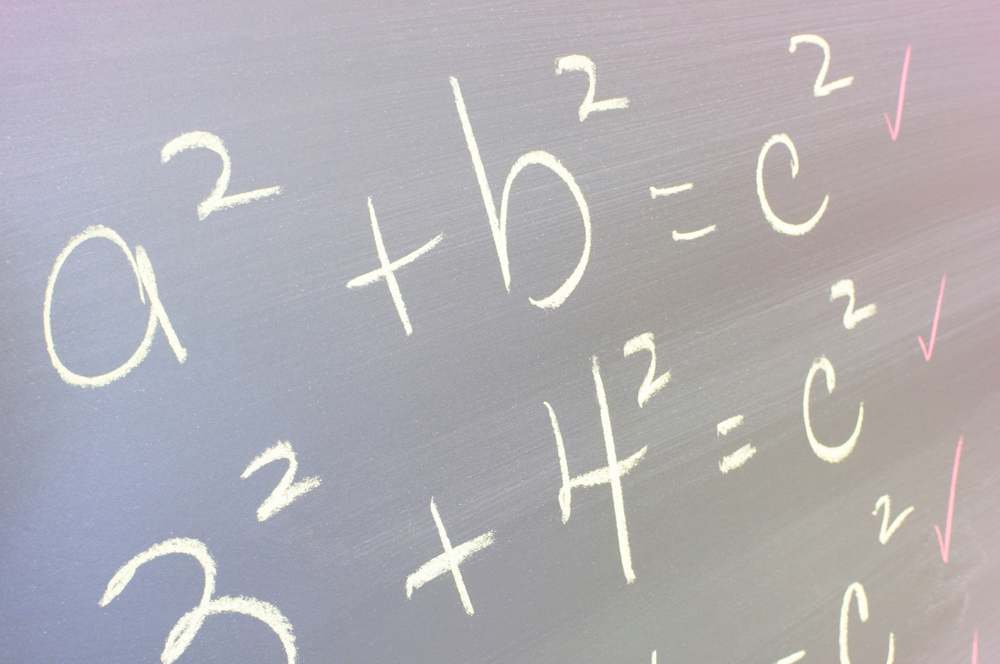 a² + b² = c² ✓
3² + 4² = c² ✓
= c² ✓